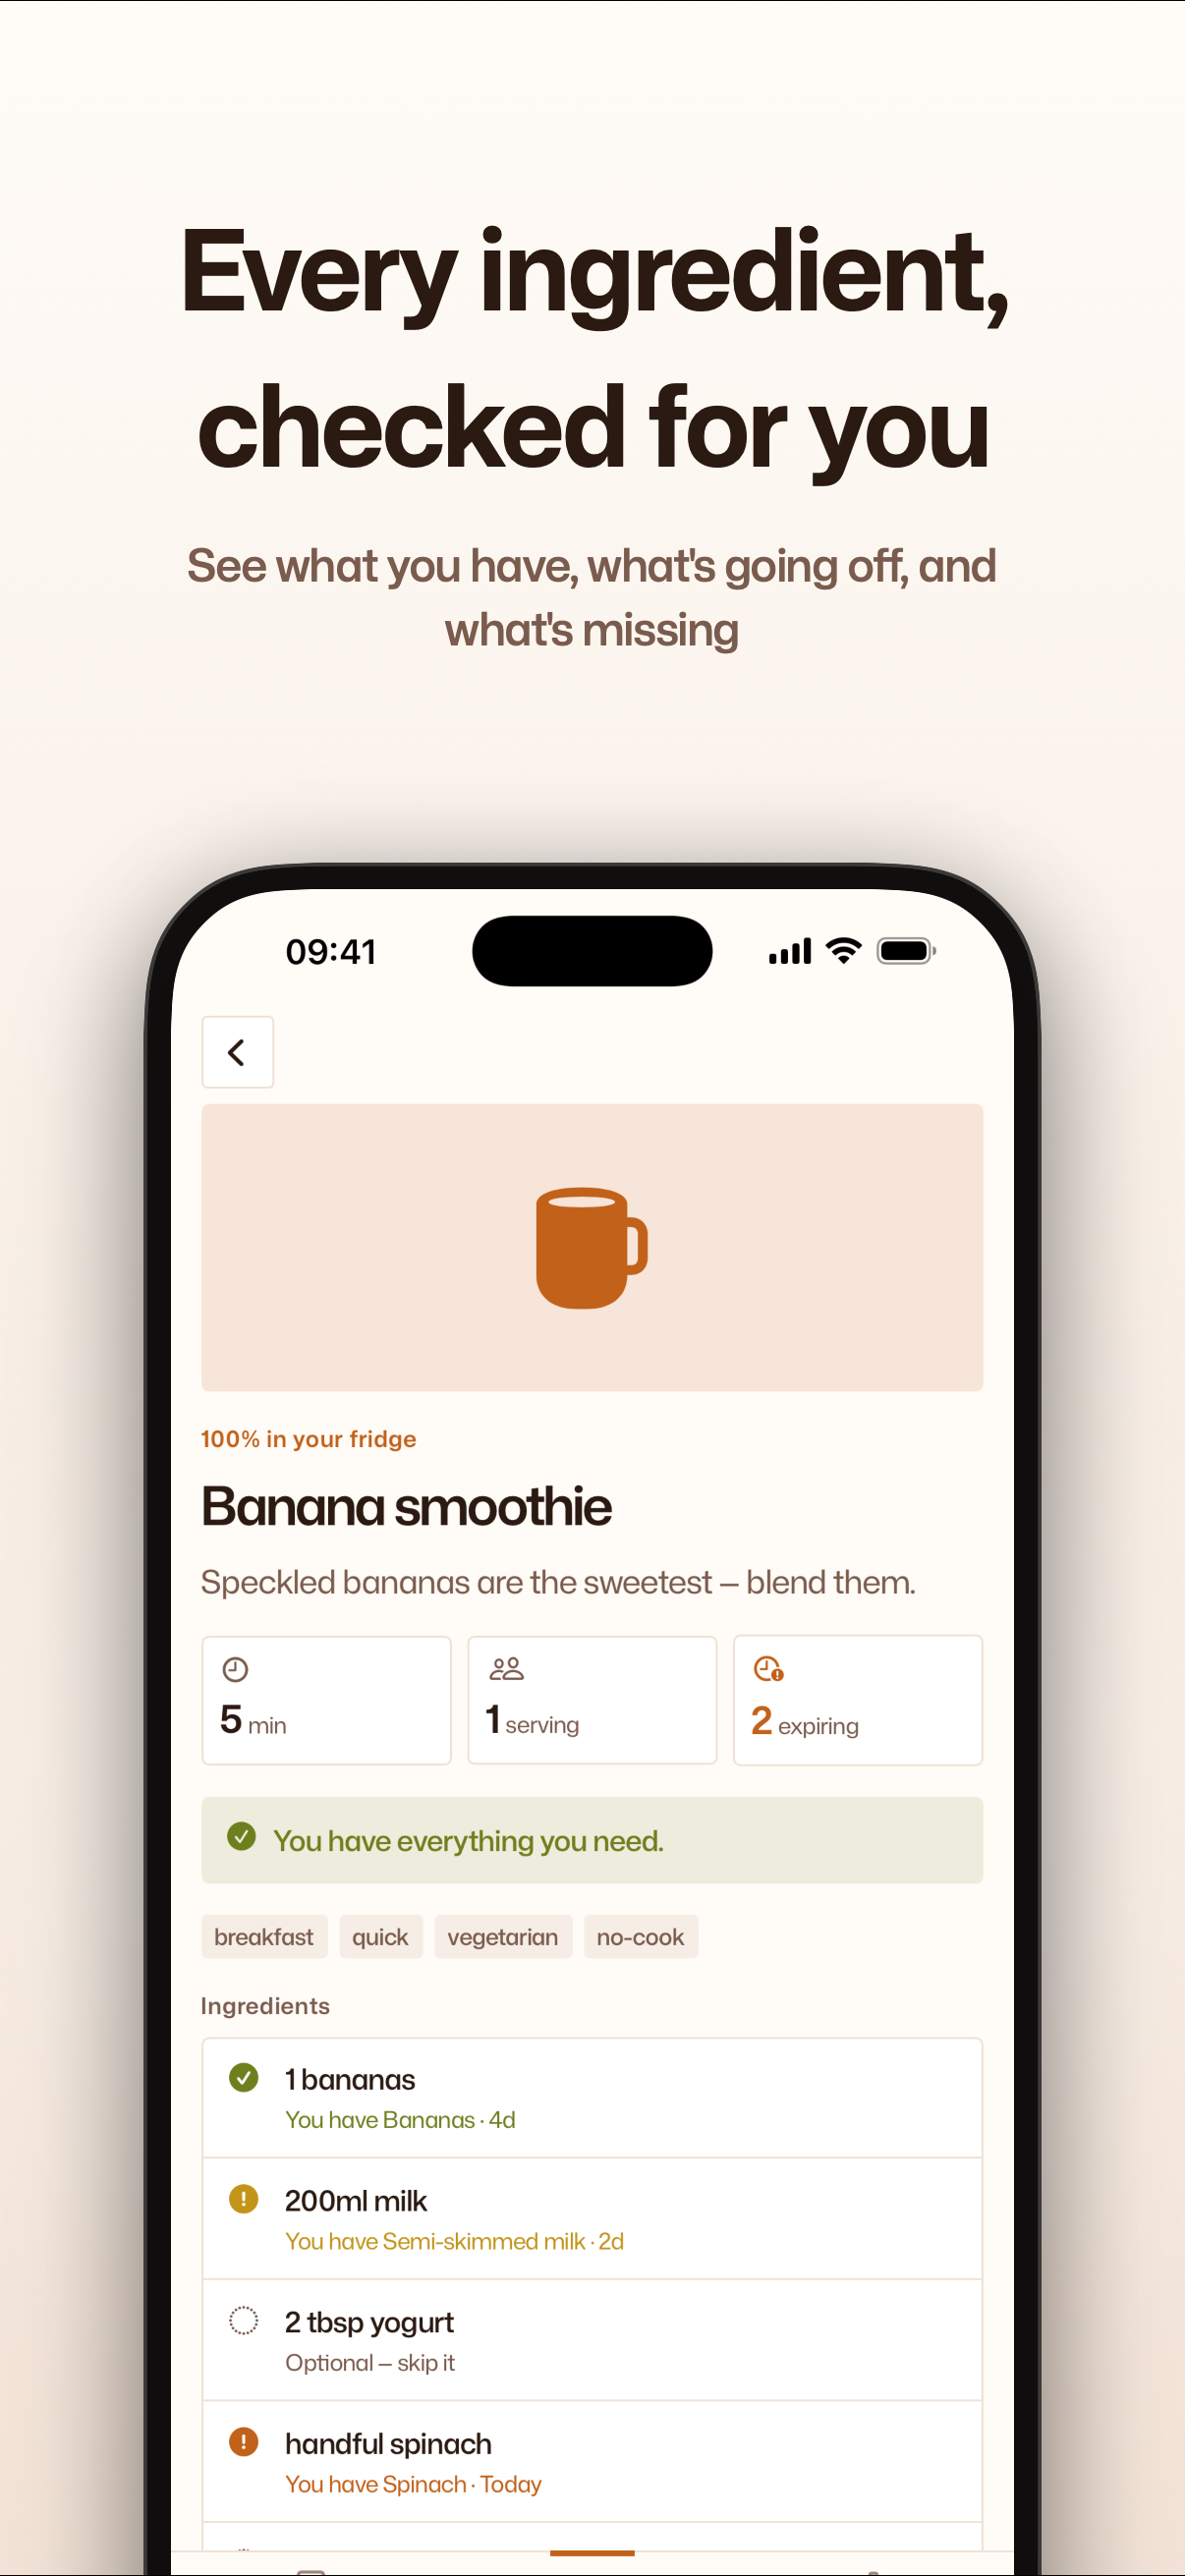 Every ingredient,
checked for you
See what you have, what's going off, and
what's missing
09:41
100% in your fridge
Banana smoothie
Speckled bananas are the sweetest – blend them.
5 min
1 serving
2 expiring
You have everything you need.
breakfast quick vegetarian no-cook
Ingredients
1 bananas
You have Bananas · 4d
200ml milk
You have Semi-skimmed milk · 2d
2 tbsp yogurt
Optional – skip it
handful spinach
You have Spinach · Today